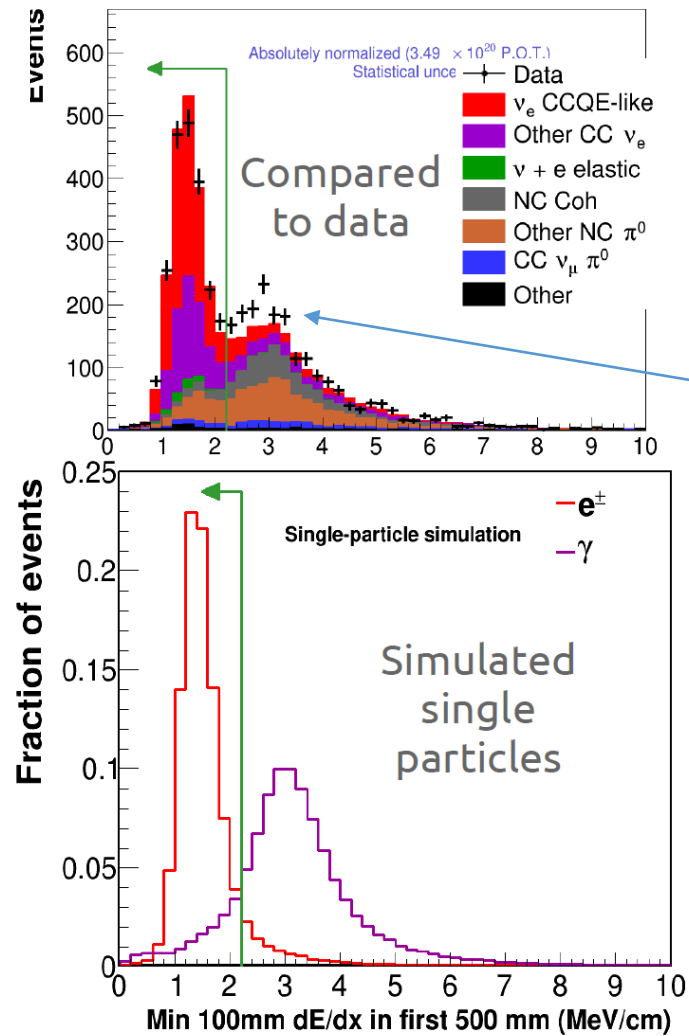 Events
Absolutely normalized (3.49 × 10²⁰ P.O.T.)
Statistical unce
Data
νe CCQE-like
Other CC νe
ν + e elastic
NC Coh
Other NC π⁰
CC νμ π⁰
Other
Compared
to data
600
500
400
300
200
100
0
0 1 2 3 4 5 6 7 8 9 10
Fraction of events
0.25
0.2
0.15
0.1
0.05
0
Single-particle simulation
e±
γ
Simulated
single
particles
0 1 2 3 4 5 6 7 8 9 10
Min 100mm dE/dx in first 500 mm (MeV/cm)